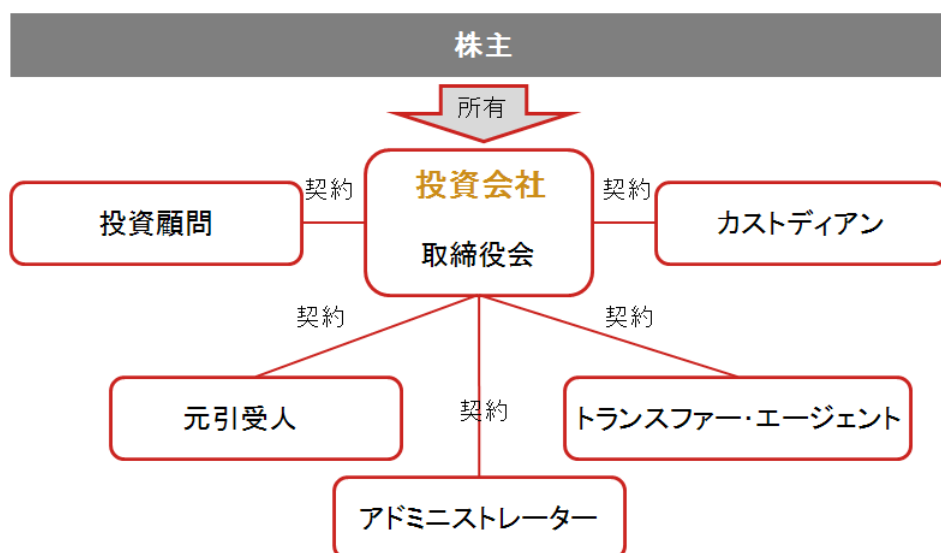 株主
所有
投資会社
取締役会
契約
投資顧問
契約
カストディアン
契約
元引受人
契約
アドミニストレーター
契約
トランスファー・エージェント